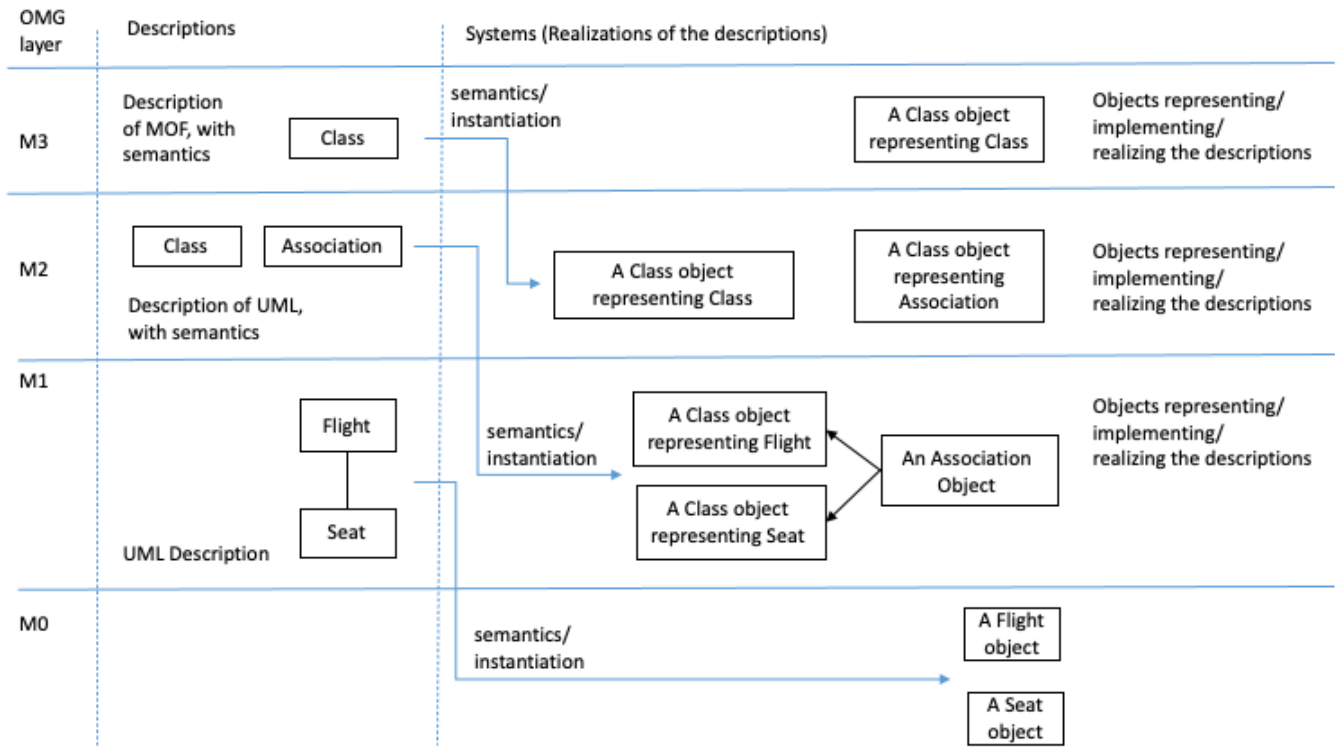 OMG
layer
Descriptions
Systems (Realizations of the descriptions)
M3
Description
of MOF, with
semantics
Class
semantics/
instantiation
A Class object
representing Class
Objects representing/
implementing/
realizing the descriptions
M2
Class
Association
Description of UML,
with semantics
A Class object
representing Class
A Class object
representing
Association
Objects representing/
implementing/
realizing the descriptions
M1
Flight
Seat
UML Description
semantics/
instantiation
A Class object
representing Flight
A Class object
representing Seat
An Association
Object
Objects representing/
implementing/
realizing the descriptions
M0
semantics/
instantiation
A Flight
object
A Seat
object